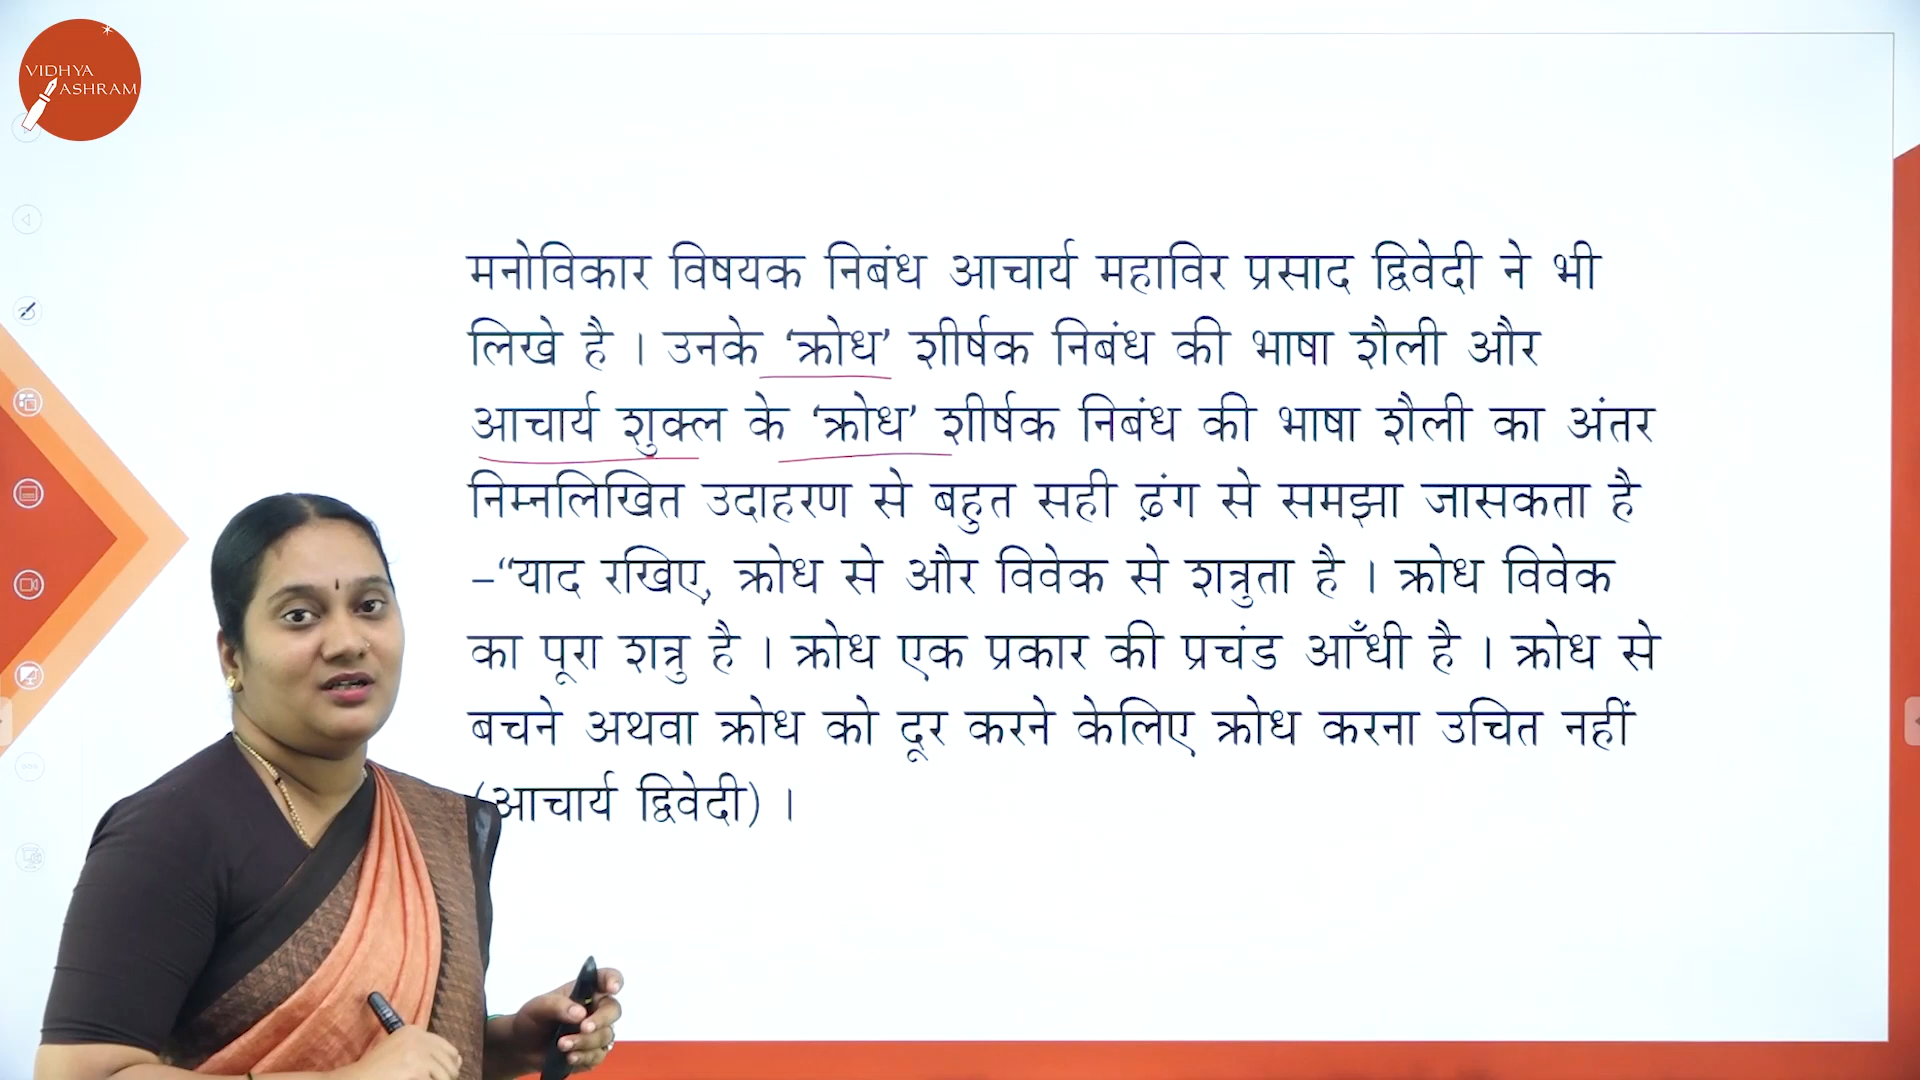 VIDHYA
ASHRAM
मनोविकार विषयक निबंध आचार्य महाविर प्रसाद द्विवेदी ने भी
लिखे है । उनके ‘क्रोध’ शीर्षक निबंध की भाषा शैली और
आचार्य शुक्ल के ‘क्रोध’ शीर्षक निबंध की भाषा शैली का अंतर
निम्नलिखित उदाहरण से बहुत सही ढ़ंग से समझा जासकता है
–“याद रखिए, क्रोध से और विवेक से शत्रुता है । क्रोध विवेक
का पूरा शत्रु है । क्रोध एक प्रकार की प्रचंड आँधी है । क्रोध से
बचने अथवा क्रोध को दूर करने केलिए क्रोध करना उचित नहीं
(आचार्य द्विवेदी) ।